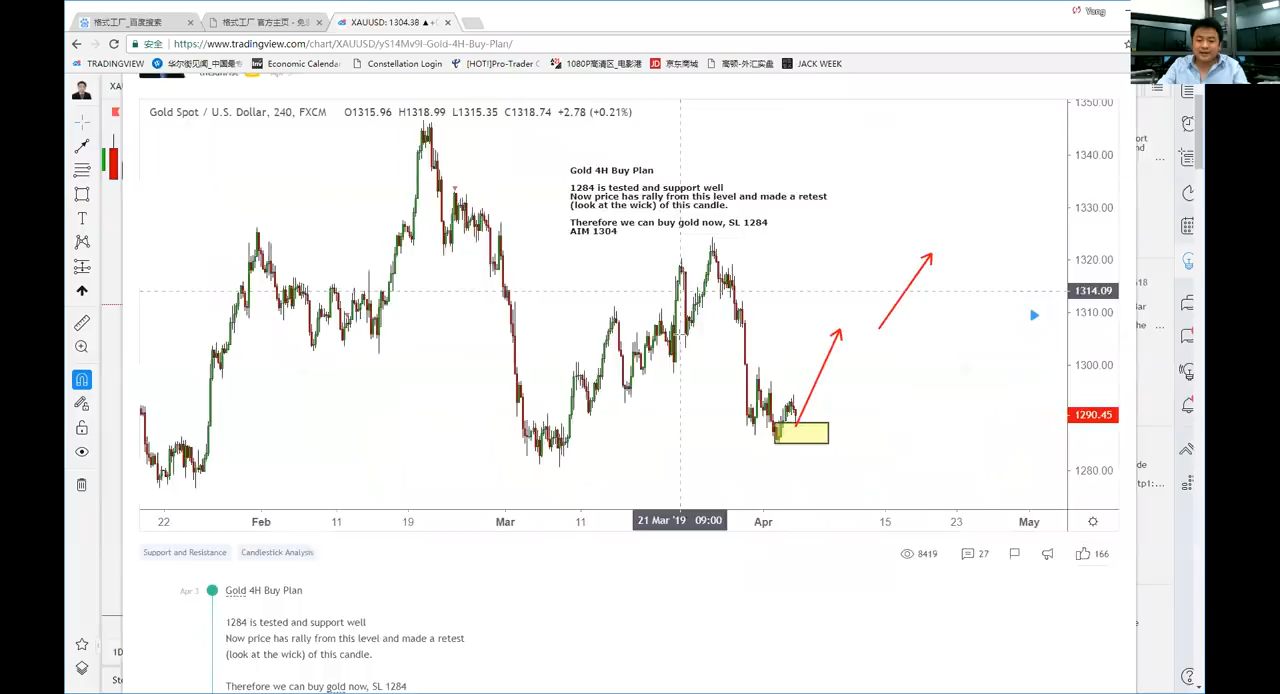 格式工厂_百度搜索
格式工厂 官方主页 - 免
XAUUSD: 1304.38 ▲+
Yang
安全
https://www.tradingview.com/chart/XAUUSD/yS14Mv9I-Gold-4H-Buy-Plan/
TRADINGVIEW
华尔街见闻_中国最
Economic Calenda
Constellation Login
[HOT!]Pro-Trader
1080P高清区_电影港
京东商城
高顿-外汇实盘
JACK WEEK
XA
Gold Spot / U.S. Dollar, 240, FXCM O1315.96 H1318.99 L1315.35 C1318.74 +2.78 (+0.21%)
Gold 4H Buy Plan
1284 is tested and support well
Now price has rally from this level and made a retest
(look at the wick) of this candle.
Therefore we can buy gold now, SL 1284
AIM 1304
1350.00
1340.00
1330.00
1320.00
1314.09
1310.00
1300.00
1290.45
1280.00
22 Feb 11 19 Mar 11 21 Mar '19 09:00 Apr 15 23 May
Support and Resistance
Candlestick Analysis
8419
27
166
Apr 3
Gold 4H Buy Plan
1284 is tested and support well
Now price has rally from this level and made a retest
(look at the wick) of this candle.
Therefore we can buy gold now, SL 1284
1D